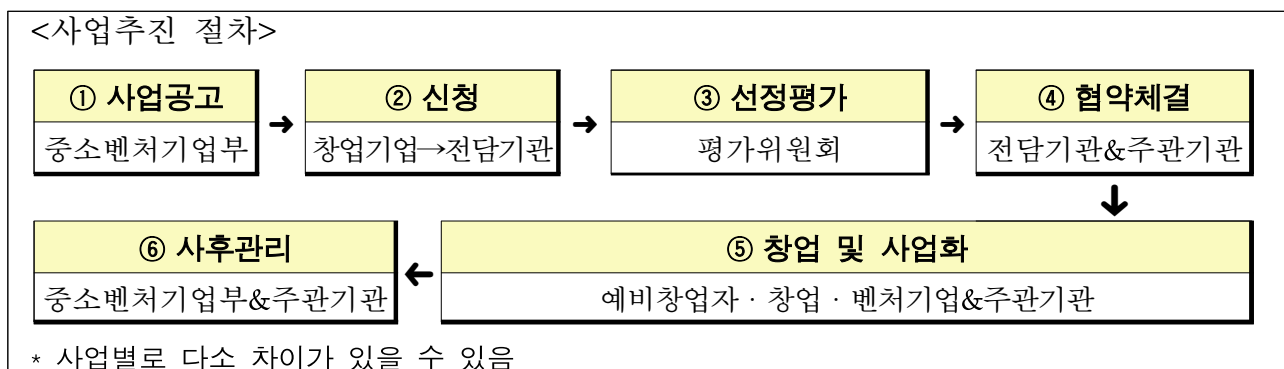 <사업추진 절차>
① 사업공고 → ② 신청 → ③ 선정평가 → ④ 협약체결
중소벤처기업부 창업기업→전담기관 평가위원회 전담기관&주관기관
↓
⑥ 사후관리 ← ⑤ 창업 및 사업화
중소벤처기업부&주관기관 예비창업자 · 창업 · 벤처기업&주관기관
* 사업별로 다소 차이가 있을 수 있음